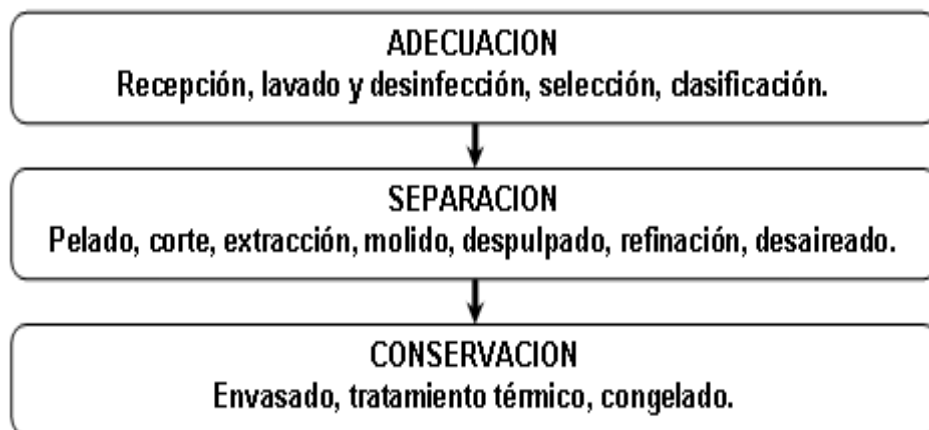 ADECUACION
Recepción, lavado y desinfección, selección, clasificación.
SEPARACION
Pelado, corte, extracción, molido, despulpado, refinación, desaireado.
CONSERVACION
Envasado, tratamiento térmico, congelado.